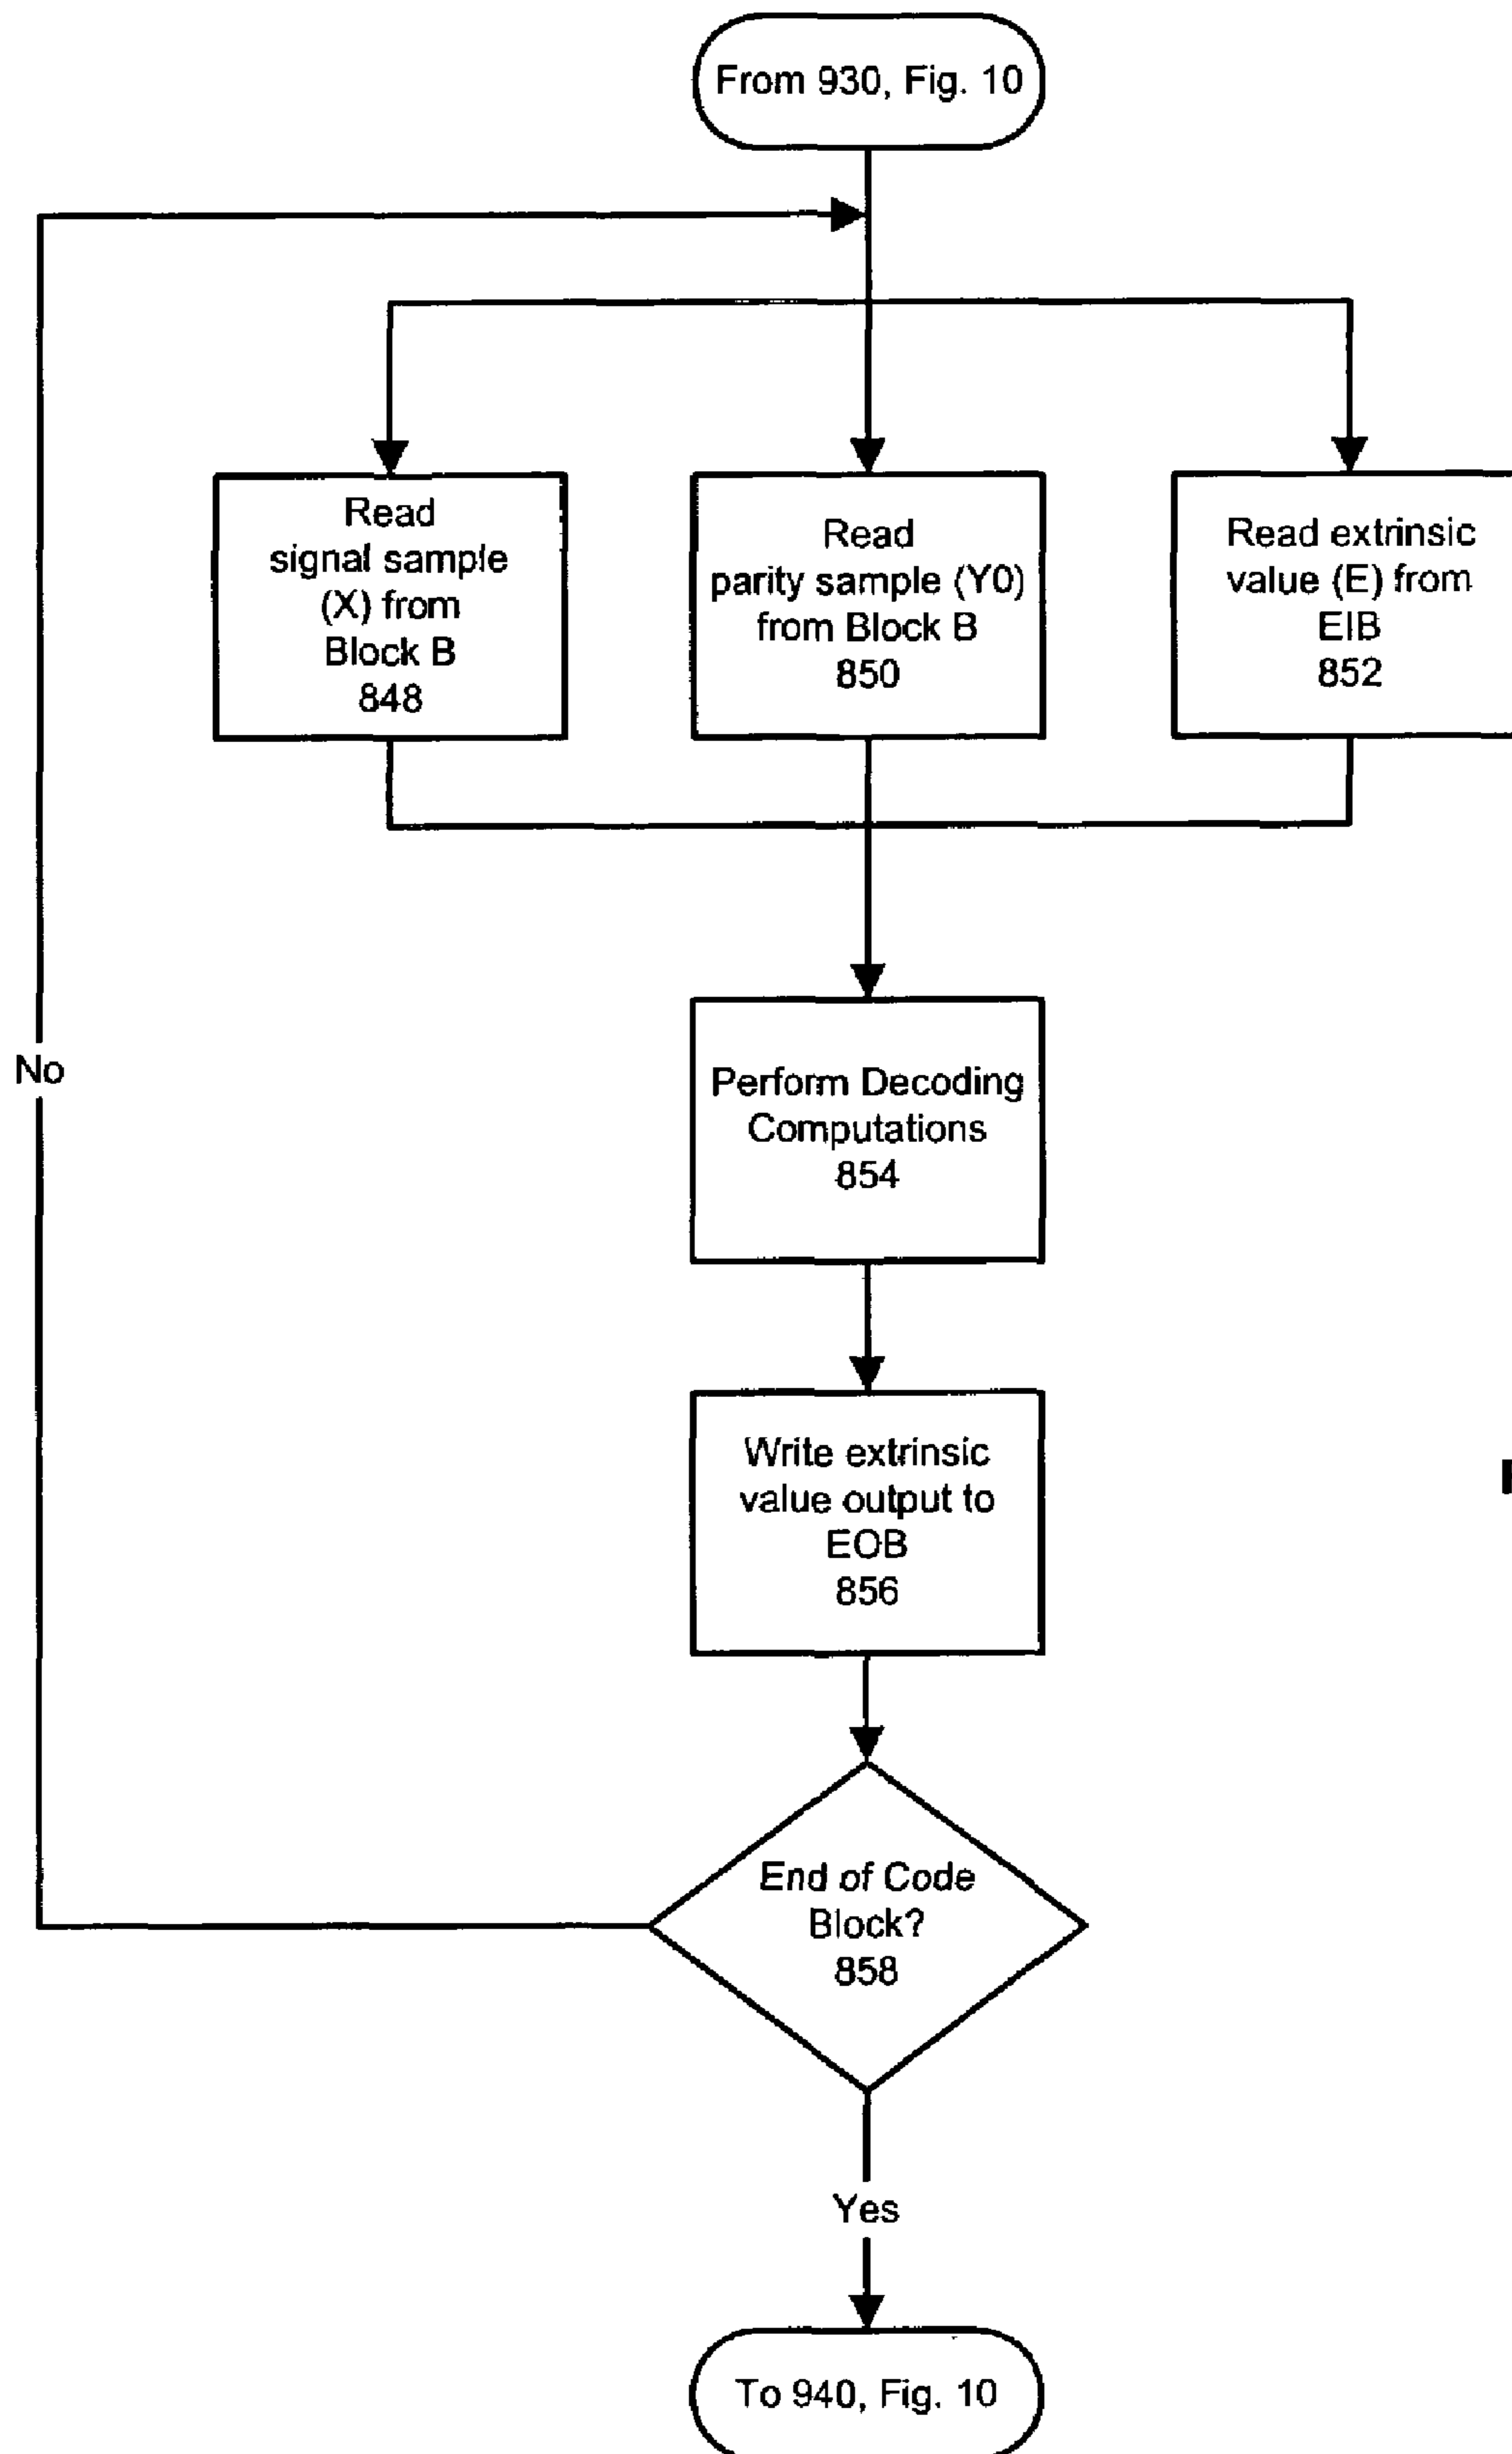 From 930, Fig. 10
Read
signal sample
(X) from
Block B
848
Read
parity sample (Y0)
from Block B
850
Read extrinsic
value (E) from
EIB
852
No
Perform Decoding
Computations
854
Write extrinsic
value output to
EOB
856
End of Code
Block?
858
Yes
To 940, Fig. 10